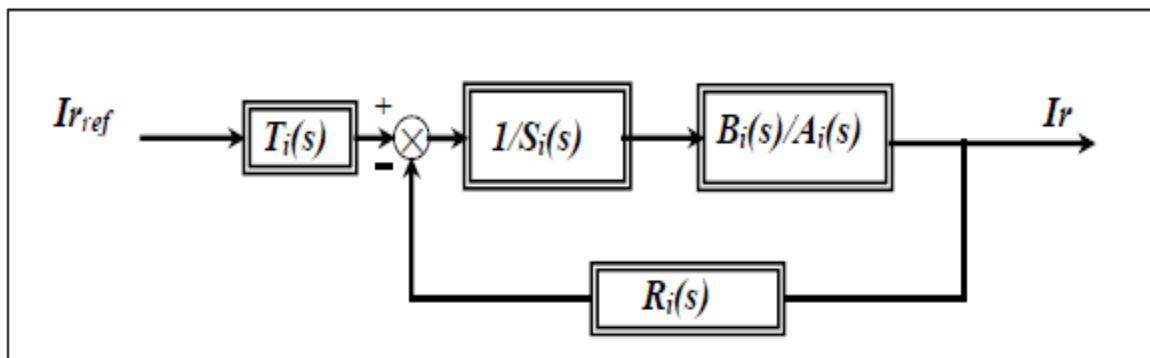 Ir_ref
T_i(s)
+
-
1/S_i(s)
B_i(s)/A_i(s)
Ir
R_i(s)